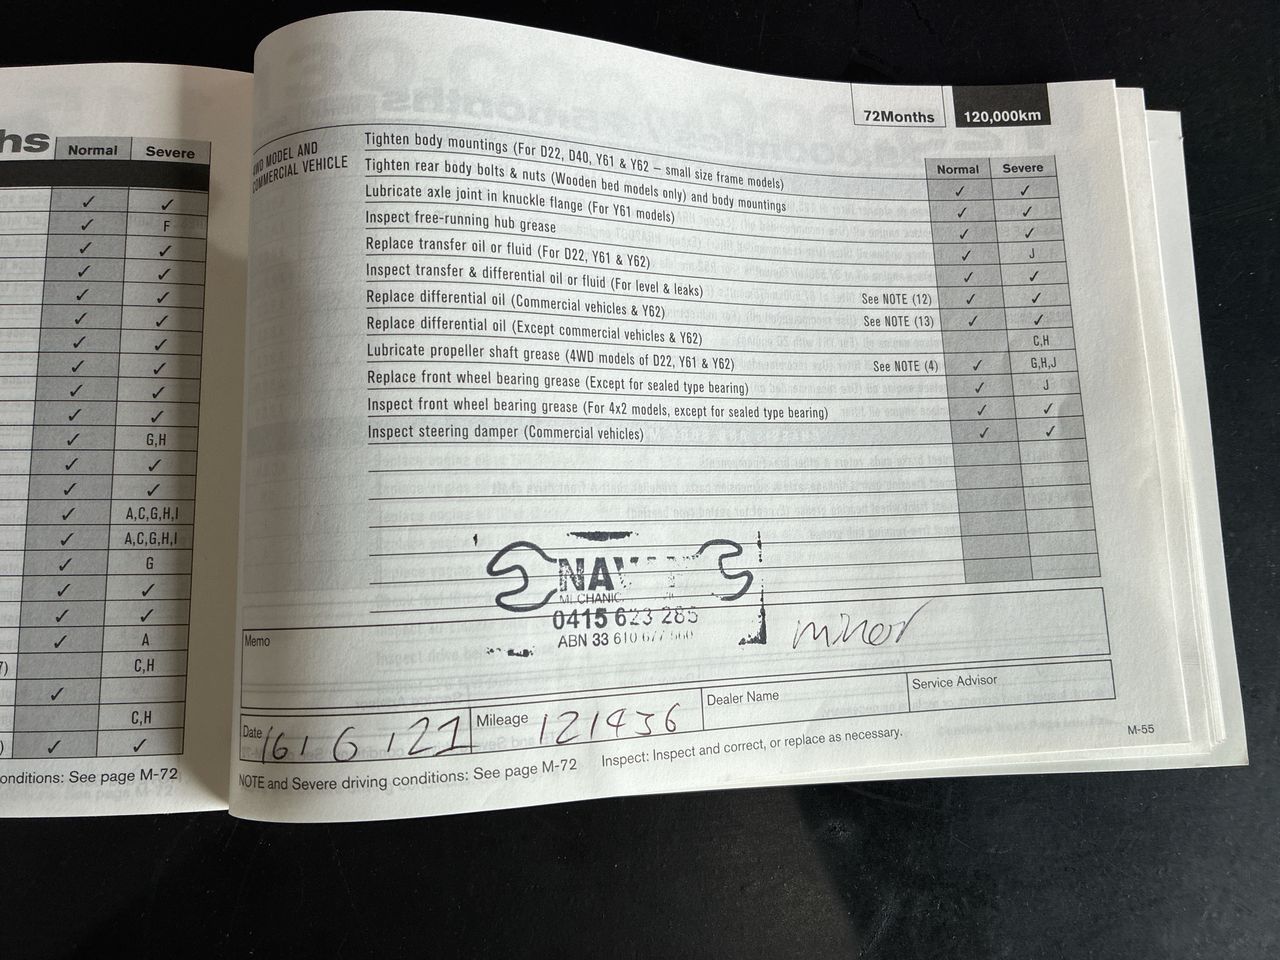 hs
Normal Severe
✓ ✓
✓ F
✓ ✓
✓ ✓
✓ ✓
✓ ✓
✓ ✓
✓ ✓
✓ ✓
✓ G,H
✓ ✓
✓ ✓
✓ A,C,G,H,I
✓ A,C,G,H,I
✓ G
✓ ✓
✓ ✓
✓ A
7) C,H
✓
C,H
) ✓ ✓
onditions: See page M-72
72Months 120,000km
4WD MODEL AND
COMMERCIAL VEHICLE
Normal Severe
Tighten body mountings (For D22, D40, Y61 & Y62 – small size frame models) ✓ ✓
Tighten rear body bolts & nuts (Wooden bed models only) and body mountings ✓ ✓
Lubricate axle joint in knuckle flange (For Y61 models) ✓ ✓
Inspect free-running hub grease ✓ J
Replace transfer oil or fluid (For D22, Y61 & Y62) ✓ ✓
Inspect transfer & differential oil or fluid (For level & leaks) See NOTE (12) ✓ ✓
Replace differential oil (Commercial vehicles & Y62) See NOTE (13) ✓ ✓
Replace differential oil (Except commercial vehicles & Y62) C,H
Lubricate propeller shaft grease (4WD models of D22, Y61 & Y62) See NOTE (4) ✓ G,H,J
Replace front wheel bearing grease (Except for sealed type bearing) ✓ J
Inspect front wheel bearing grease (For 4x2 models, except for sealed type bearing) ✓ ✓
Inspect steering damper (Commercial vehicles) ✓ ✓
0415 623 285
ABN 33 610 677
Memo
minor
Date 16 / 6 / 21 Mileage 121436 Dealer Name Service Advisor
NOTE and Severe driving conditions: See page M-72 Inspect: Inspect and correct, or replace as necessary.
M-55